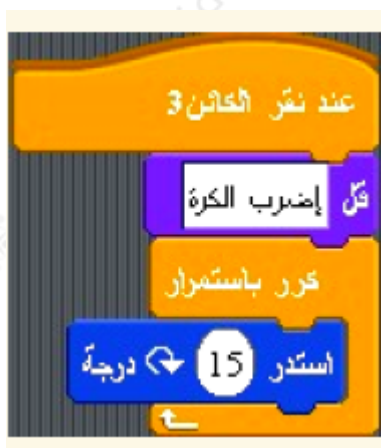 عند نقر الكائن3
قل إضرب الكرة
كرر باستمرار
استدر 15 درجة